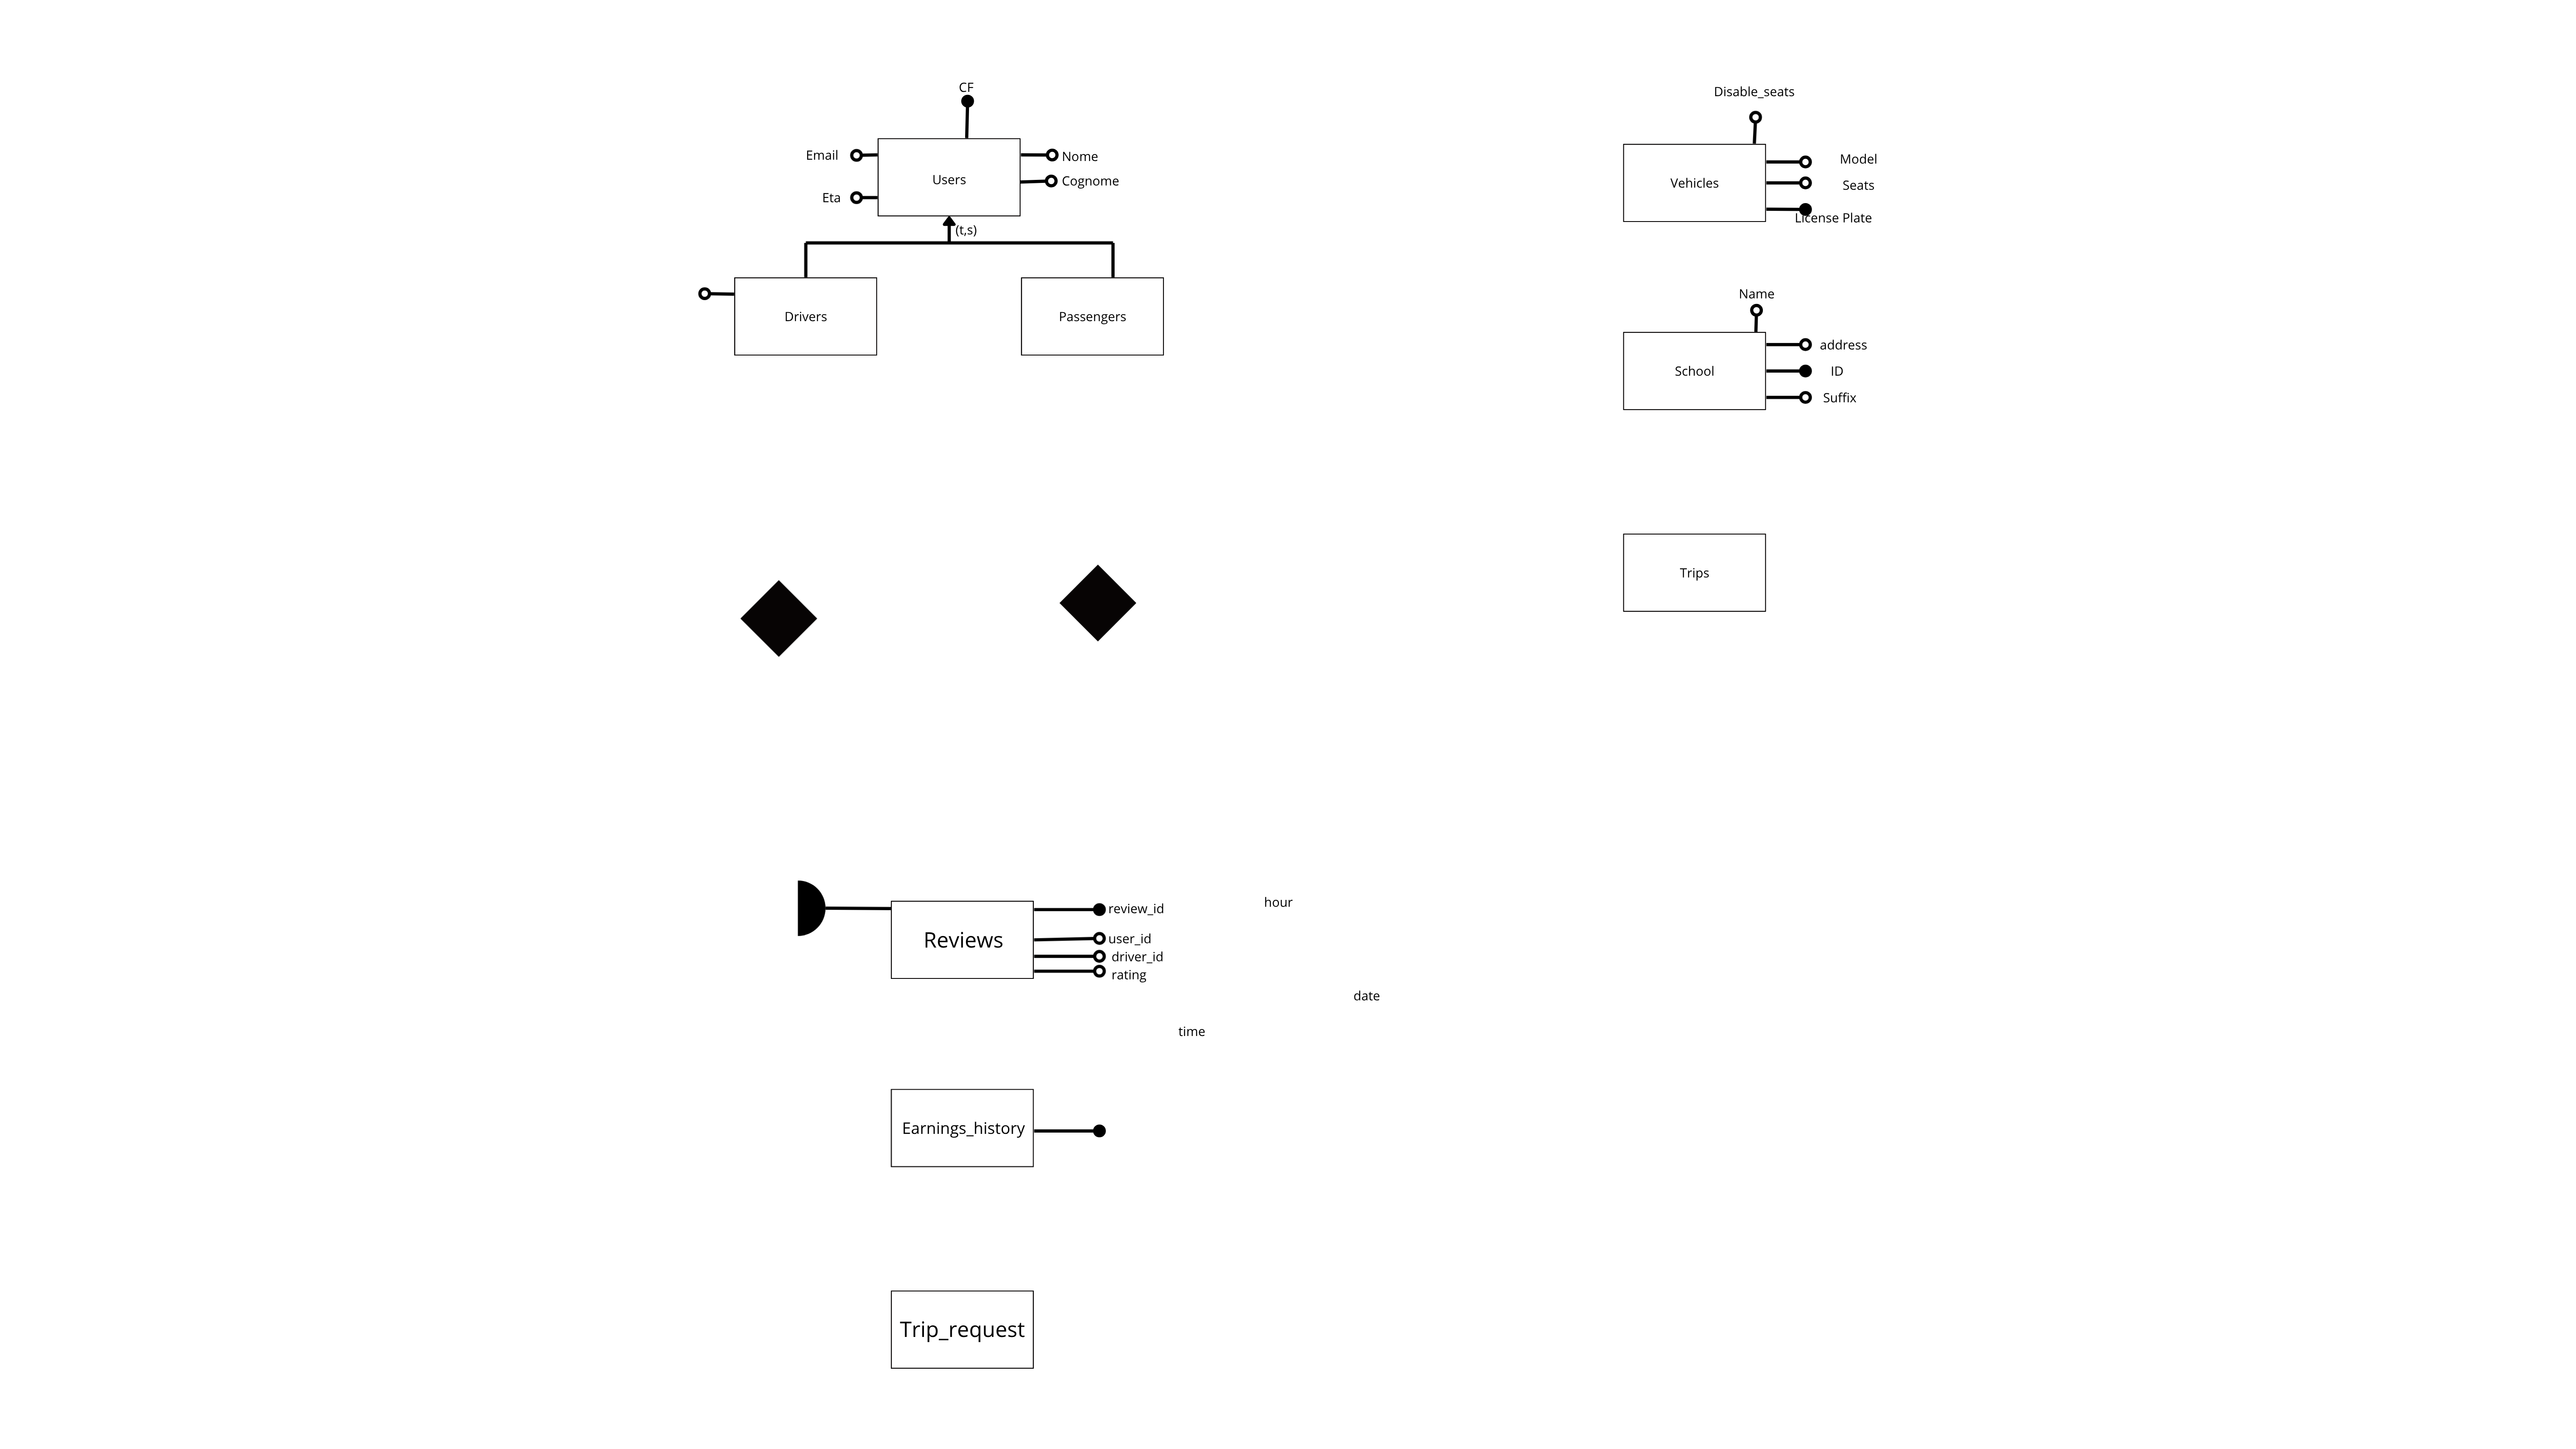 CF
Email
Nome
Users
Cognome
Eta
(t,s)
Drivers
Passengers
Disable_seats
Model
Vehicles
Seats
License Plate
Name
address
School
ID
Suffix
Trips
review_id
hour
Reviews
user_id
driver_id
rating
date
time
Earnings_history
Trip_request